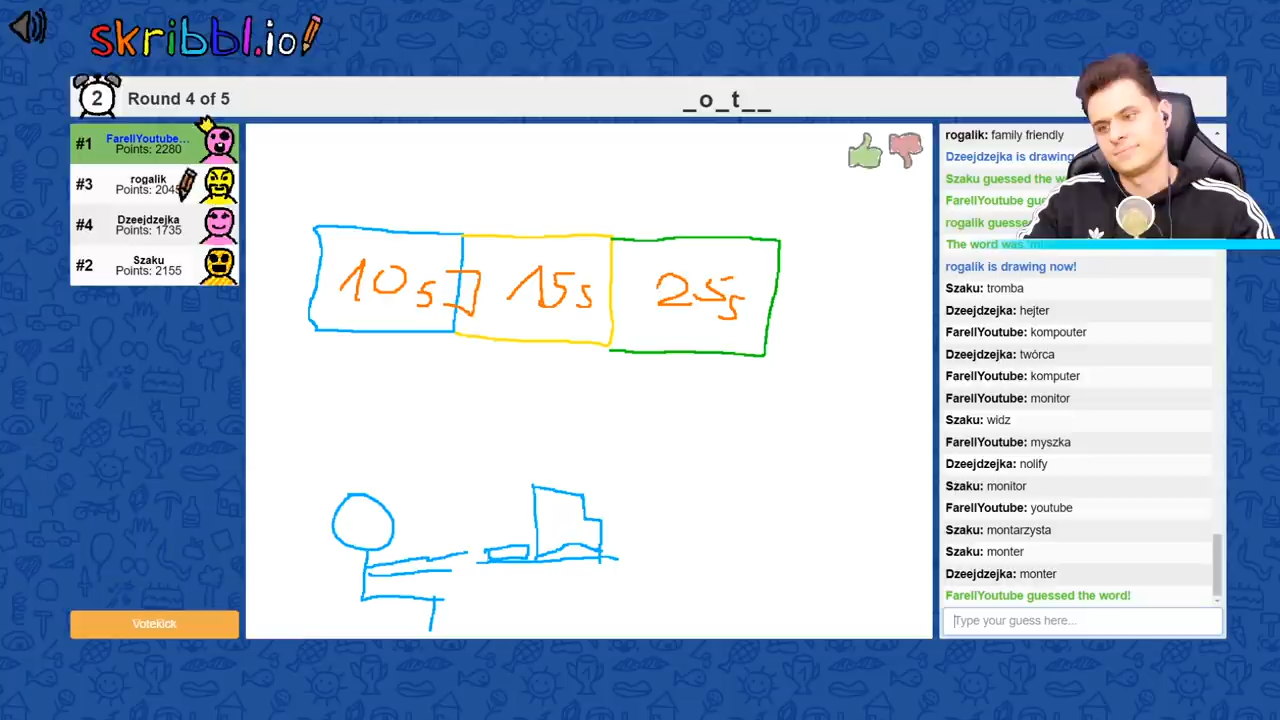 skribbl.io
2
Round 4 of 5
_o_t__
#1
FarellYoutube...
Points: 2280
#3
rogalik
Points: 2045
#4
Dzeejdzejka
Points: 1735
#2
Szaku
Points: 2155
Votekick
10s
15s
25s
rogalik: family friendly
Dzeejdzejka is drawing
Szaku guessed the
FarellYoutube
rogalik guessed
The word was
rogalik is drawing now!
Szaku: tromba
Dzeejdzejka: hejter
FarellYoutube: kompouter
Dzeejdzejka: twórca
FarellYoutube: komputer
FarellYoutube: monitor
Szaku: widz
FarellYoutube: myszka
Dzeejdzejka: nolify
Szaku: monitor
FarellYoutube: youtube
Szaku: montarzysta
Szaku: monter
Dzeejdzejka: monter
FarellYoutube guessed the word!
Type your guess here...